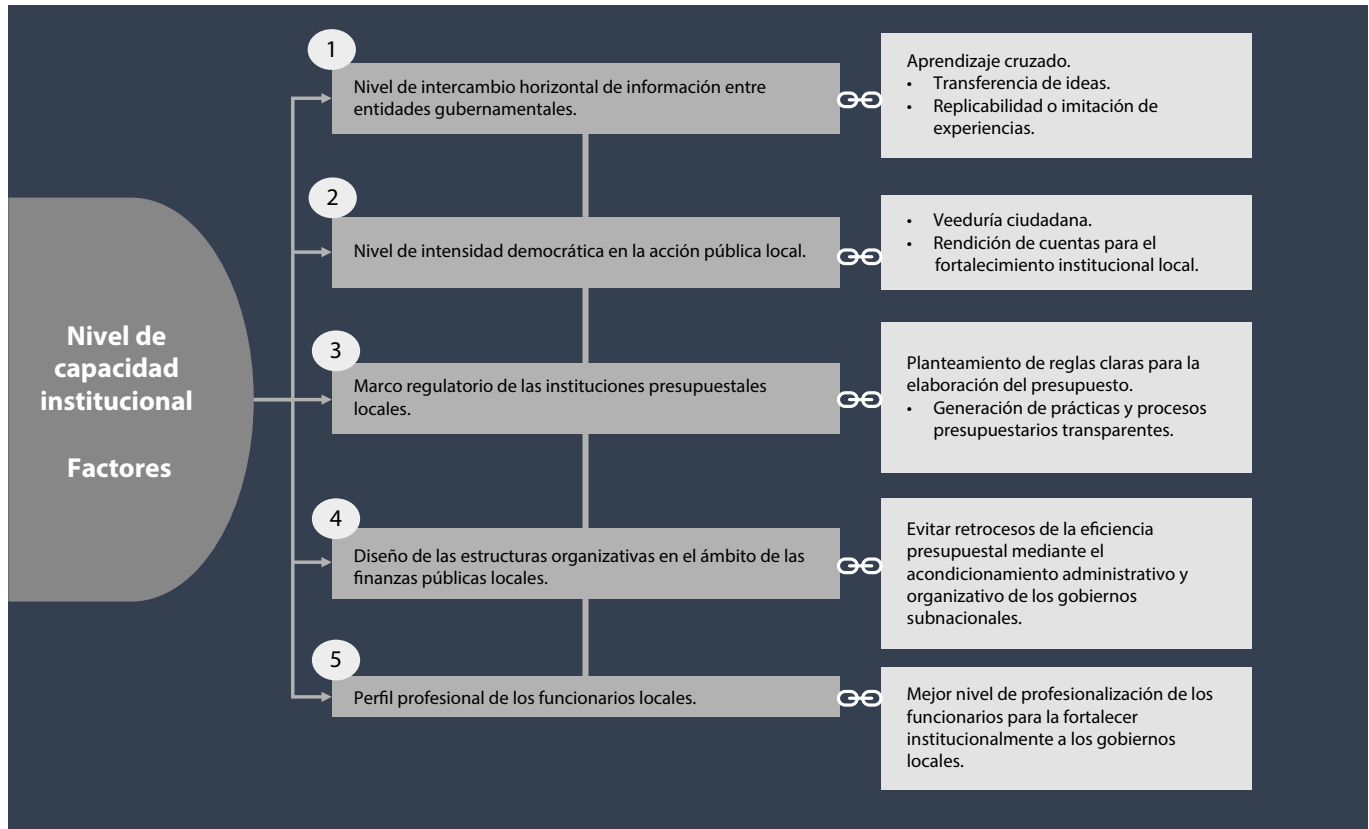 Nivel de
capacidad
institucional
Factores
1
Nivel de intercambio horizontal de información entre
entidades gubernamentales.
Aprendizaje cruzado.
• Transferencia de ideas.
• Replicabilidad o imitación de
experiencias.
2
Nivel de intensidad democrática en la acción pública local.
• Veeduría ciudadana.
• Rendición de cuentas para el
fortalecimiento institucional local.
3
Marco regulatorio de las instituciones presupuestales
locales.
Planteamiento de reglas claras para la
elaboración del presupuesto.
• Generación de prácticas y procesos
presupuestarios transparentes.
4
Diseño de las estructuras organizativas en el ámbito de las
finanzas públicas locales.
Evitar retrocesos de la eficiencia
presupuestal mediante el
acondicionamiento administrativo y
organizativo de los gobiernos
subnacionales.
5
Perfil profesional de los funcionarios locales.
Mejor nivel de profesionalización de los
funcionarios para la fortalecer
institucionalmente a los gobiernos
locales.